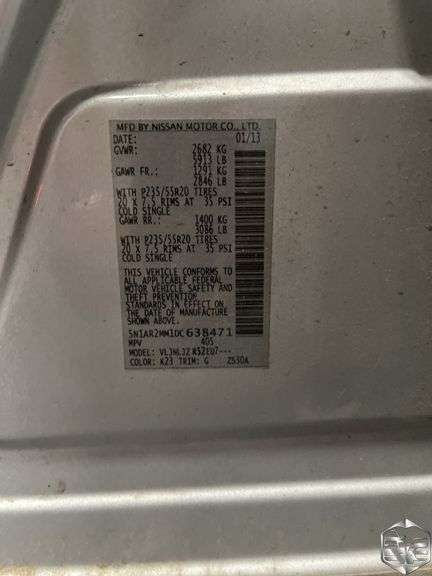 MFD BY NISSAN MOTOR CO., LTD.
DATE: 01/13
GVWR: 2682 KG
5913 LB
GAWR FR.: 1291 KG
2846 LB
WITH P235/55R20 TIRES
20 X 7.5 RIMS AT 35 PSI
COLD SINGLE
GAWR RR.: 1400 KG
3086 LB
WITH P235/55R20 TIRES
20 X 7.5 RIMS AT 35 PSI
COLD SINGLE
THIS VEHICLE CONFORMS TO
ALL APPLICABLE FEDERAL
MOTOR VEHICLE SAFETY AND
THEFT PREVENTION
STANDARDS IN EFFECT ON
THE DATE OF MANUFACTURE
SHOWN ABOVE.
5N1AR2MM1DC638471
MPV 405
MODEL:
COLOR: K23 TRIM: G Z530A